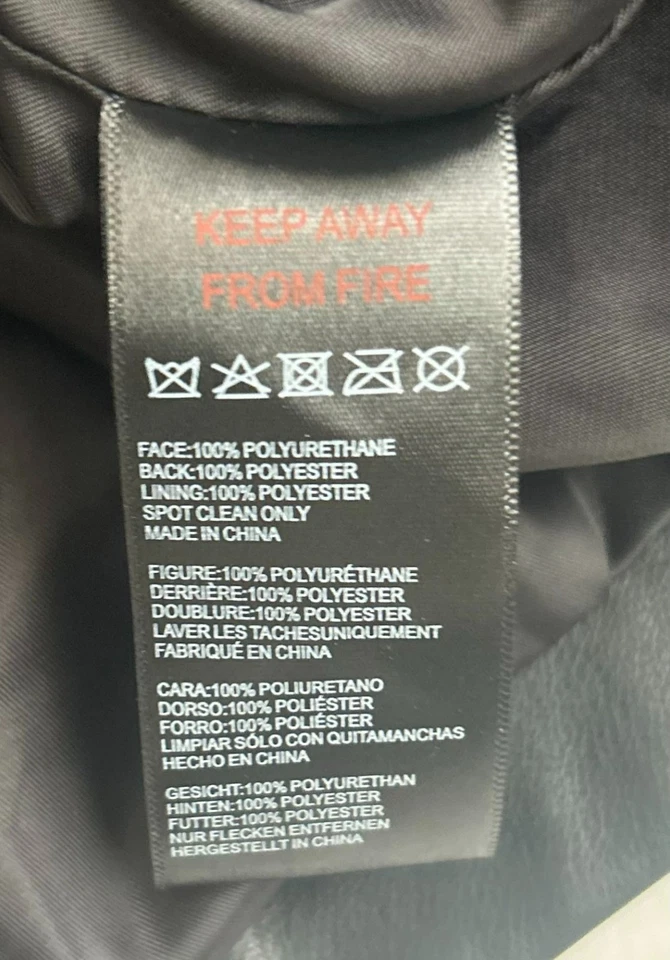 KEEP AWAY
FROM FIRE
FACE:100% POLYURETHANE
BACK:100% POLYESTER
LINING:100% POLYESTER
SPOT CLEAN ONLY
MADE IN CHINA
FIGURE:100% POLYURÉTHANE
DERRIÈRE:100% POLYESTER
DOUBLURE:100% POLYESTER
LAVER LES TACHESUNIQUEMENT
FABRIQUÉ EN CHINA
CARA:100% POLIURETANO
DORSO:100% POLIÉSTER
FORRO:100% POLIÉSTER
LIMPIAR SÓLO CON QUITAMANCHAS
HECHO EN CHINA
GESICHT:100% POLYURETHAN
HINTEN:100% POLYESTER
FUTTER:100% POLYESTER
NUR FLECKEN ENTFERNEN
HERGESTELLT IN CHINA